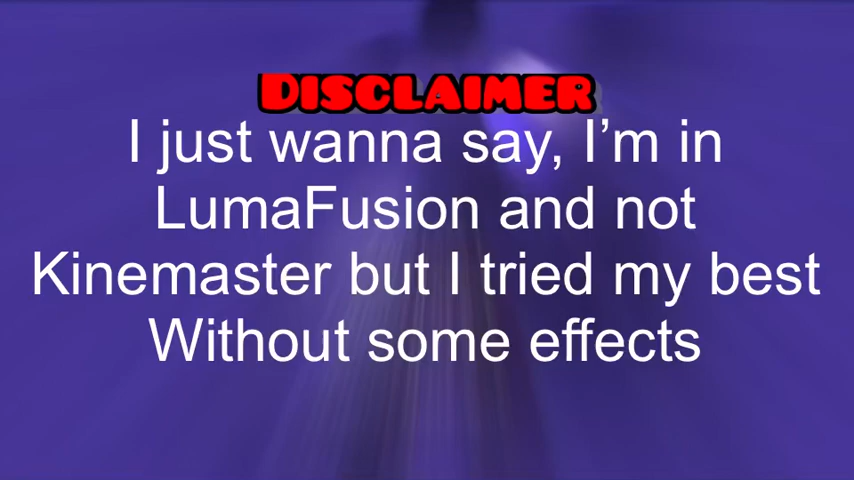 DISCLAIMER
I just wanna say, I’m in
LumaFusion and not
Kinemaster but I tried my best
Without some effects